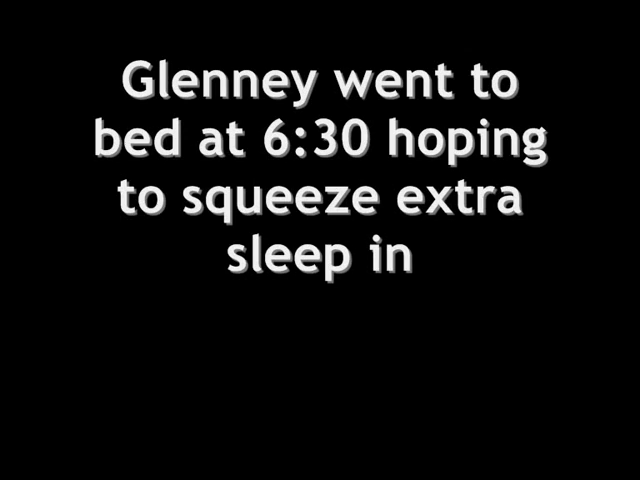 Glenney went to
bed at 6:30 hoping
to squeeze extra
sleep in